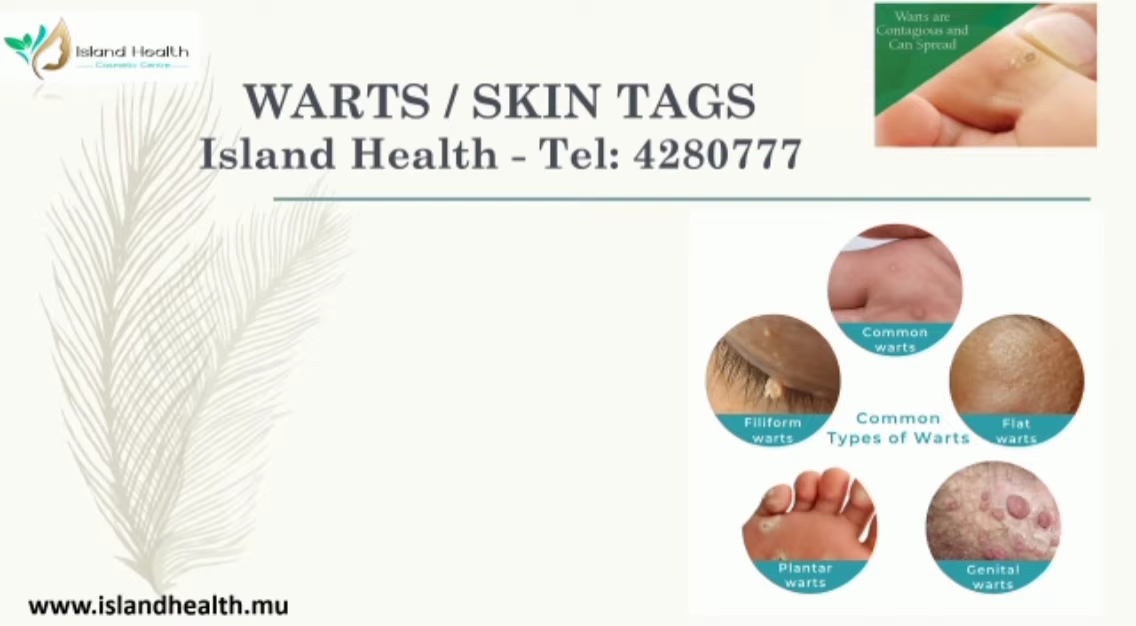 Island Health
Cosmetic Centre
Warts are
Contagious and
Can Spread
WARTS / SKIN TAGS
Island Health - Tel: 4280777
Common
warts
Filiform
warts
Common
Types of Warts
Flat
warts
Plantar
warts
Genital
warts
www.islandhealth.mu